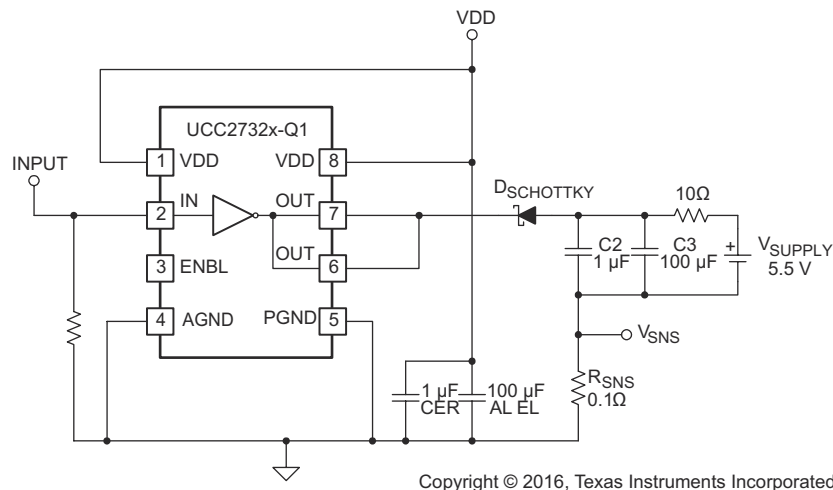 VDD
UCC2732x-Q1
INPUT
1 VDD
VDD 8
DSCHOTTKY
10Ω
2 IN
OUT 7
C2
1 µF
C3
100 µF
+
VSUPPLY
5.5 V
3 ENBL
OUT 6
4 AGND
PGND 5
VSNS
1 µF
CER
100 µF
AL EL
RSNS
0.1Ω
Copyright © 2016, Texas Instruments Incorporated